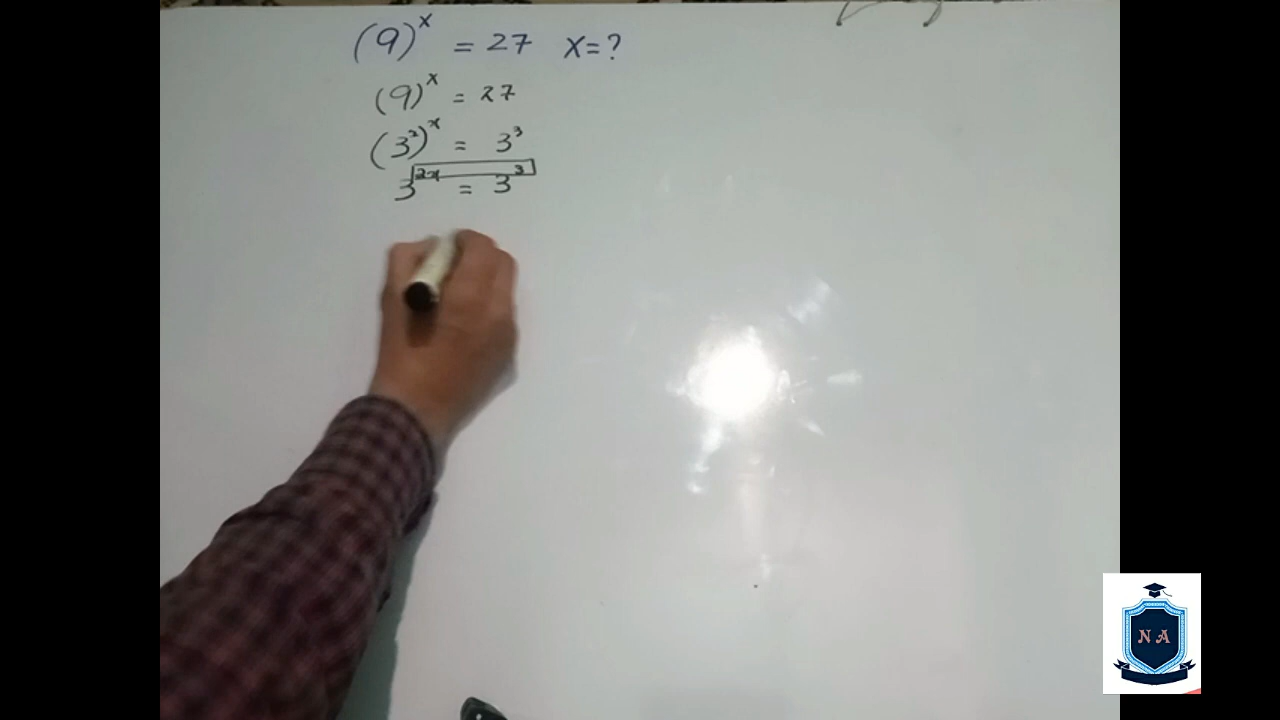 (9)^x = 27 x=?
(9)^x = 27
(3^2)^x = 3^3
3^2x = 3^3
N A